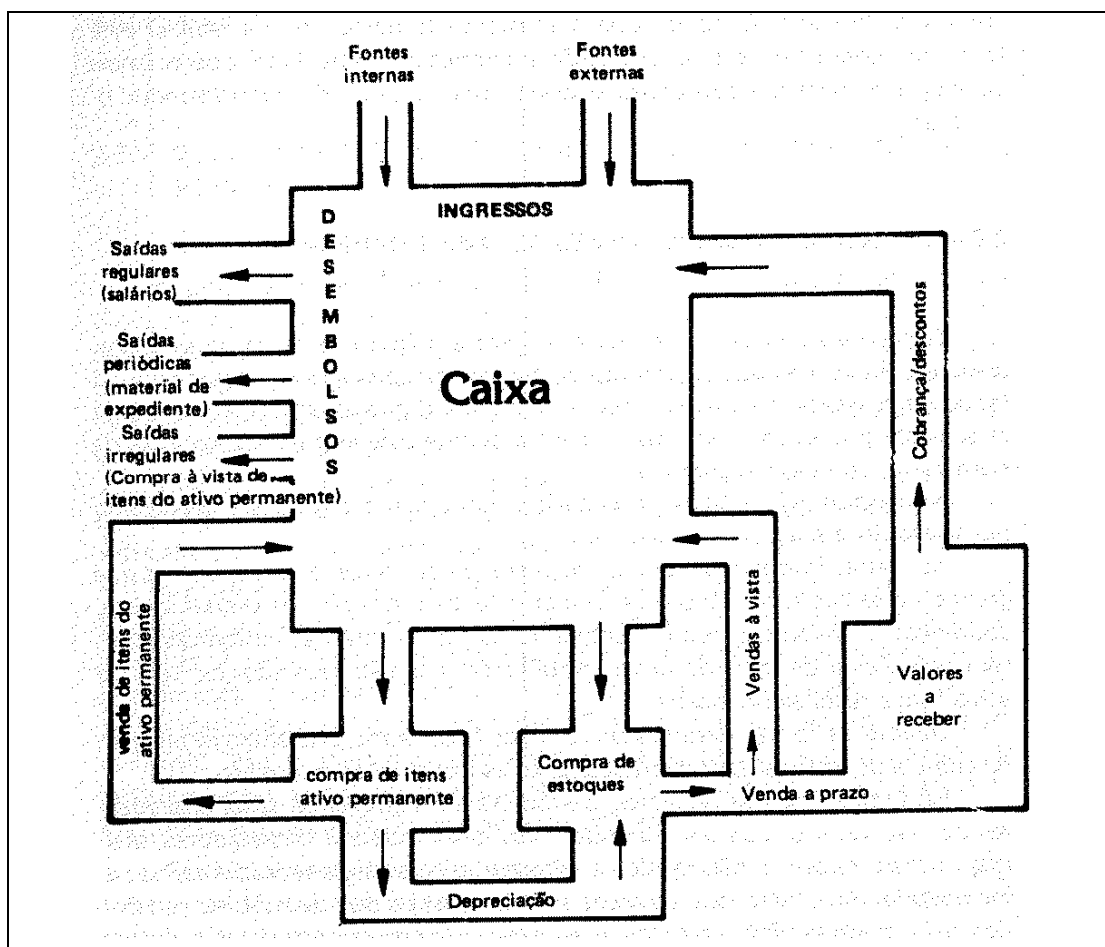 Fontes
internas
Fontes
externas
INGRESSOS
DESEMBOLSOS
Saídas
regulares
(salários)
Saídas
periódicas
(material de
expediente)
Saídas
irregulares
(Compra à vista de
itens do ativo permanente)
Caixa
Cobrança/descontos
venda de itens do
ativo permanente
Vendas à vista
Valores
a
receber
compra de itens
ativo permanente
Compra de
estoques
Venda a prazo
Depreciação